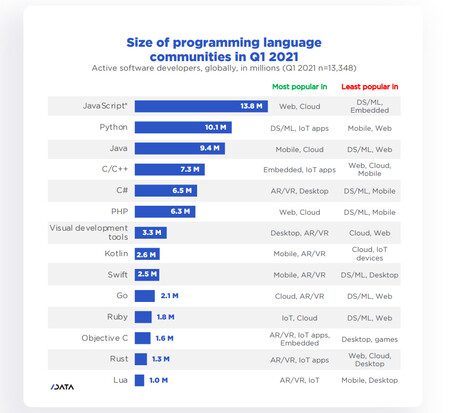 Size of programming language
communities in Q1 2021
Active software developers, globally, in millions (Q1 2021 n=13,348)
Most popular in Least popular in
JavaScript* 13.8 M Web, Cloud DS/ML, Embedded
Python 10.1 M DS/ML, IoT apps Mobile, Web
Java 9.4 M Mobile, Cloud DS/ML, Web
C/C++ 7.3 M Embedded, IoT apps Web, Cloud, Mobile
C# 6.5 M AR/VR, Desktop DS/ML, Mobile
PHP 6.3 M Web, Cloud DS/ML, Mobile
Visual development tools 3.3 M Desktop, AR/VR Cloud, Web
Kotlin 2.6 M Mobile, AR/VR Cloud, IoT devices
Swift 2.5 M Mobile, AR/VR DS/ML, Desktop
Go 2.1 M Cloud, AR/VR DS/ML, Web
Ruby 1.8 M IoT, Cloud DS/ML, Web
Objective C 1.6 M AR/VR, IoT apps, Embedded Desktop, games
Rust 1.3 M AR/VR, IoT apps Web, Cloud, Desktop
Lua 1.0 M AR/VR, IoT Mobile, Desktop
/DATA